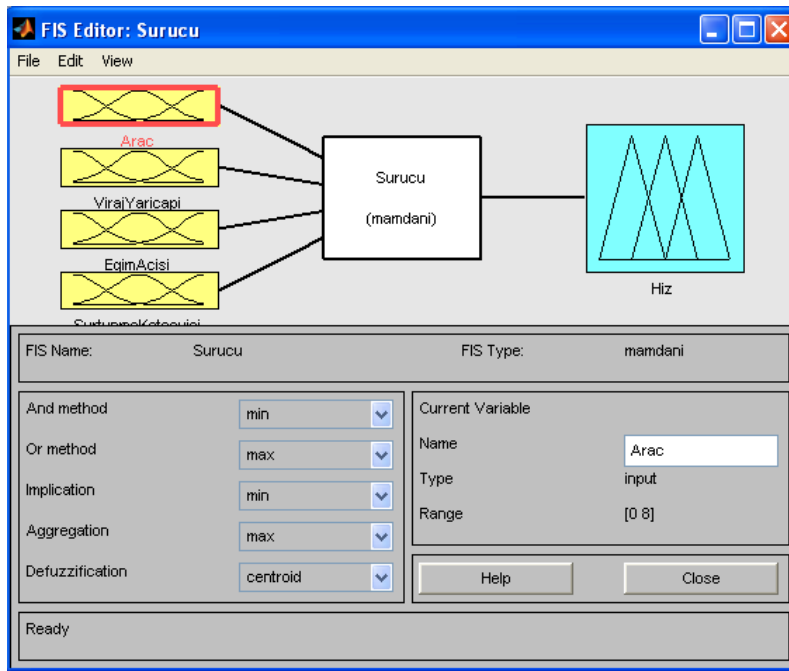 FIS Editor: Surucu
File Edit View
Arac
VirajYaricapi
EgimAcisi
Surucu
(mamdani)
Hiz
FIS Name: Surucu FIS Type: mamdani
And method min
Or method max
Implication min
Aggregation max
Defuzzification centroid
Current Variable
Name Arac
Type input
Range [0 8]
Help Close
Ready